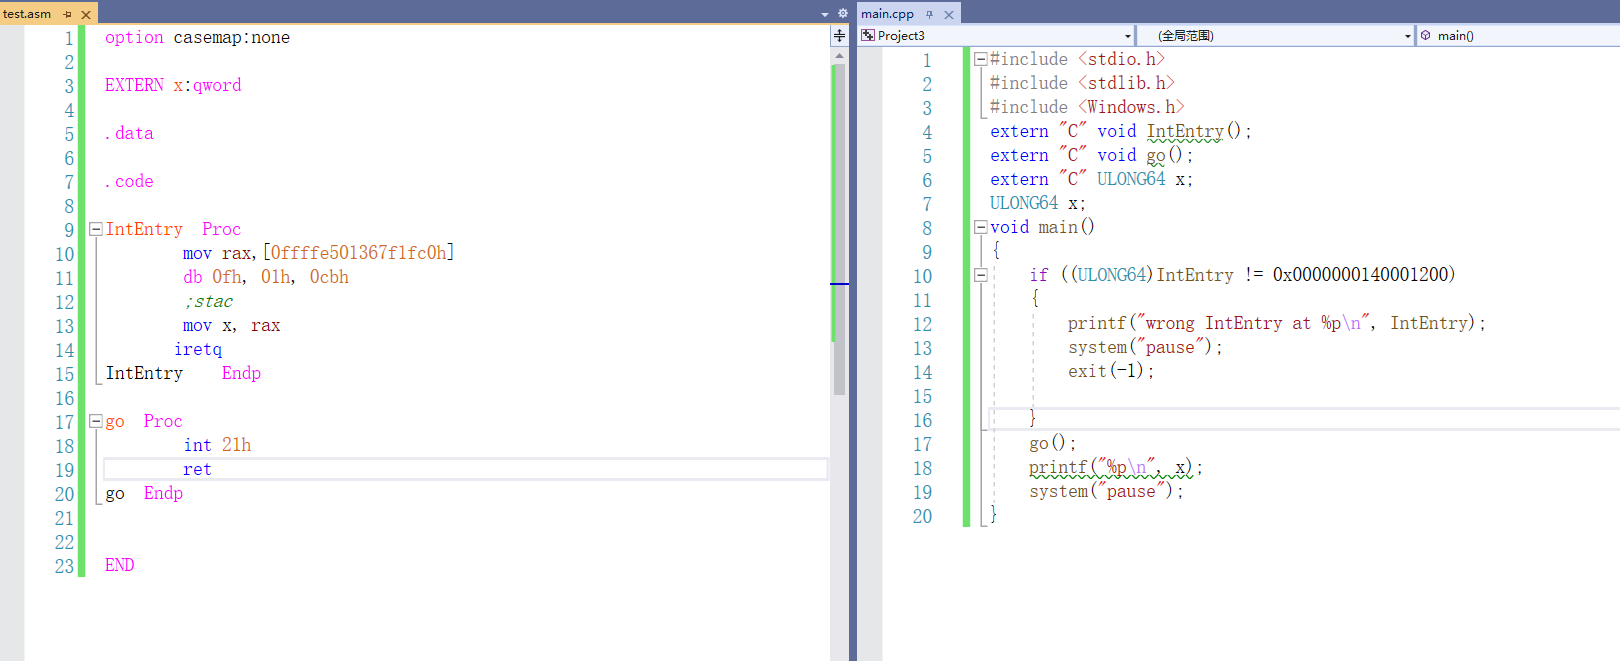 test.asm
1 option casemap:none
2
3 EXTERN x:qword
4
5 .data
6
7 .code
8
9 IntEntry Proc
10 mov rax,[0ffffe501367f1fc0h]
11 db 0fh, 01h, 0cbh
12 ;stac
13 mov x, rax
14 iretq
15 IntEntry Endp
16
17 go Proc
18 int 21h
19 ret
20 go Endp
21
22
23 END
main.cpp
Project3 (全局范围) main()
1 #include <stdio.h>
2 #include <stdlib.h>
3 #include <Windows.h>
4 extern "C" void IntEntry();
5 extern "C" void go();
6 extern "C" ULONG64 x;
7 ULONG64 x;
8 void main()
9 {
10 if ((ULONG64)IntEntry != 0x0000000140001200)
11 {
12 printf("wrong IntEntry at %p\n", IntEntry);
13 system("pause");
14 exit(-1);
15
16 }
17 go();
18 printf("%p\n", x);
19 system("pause");
20 }